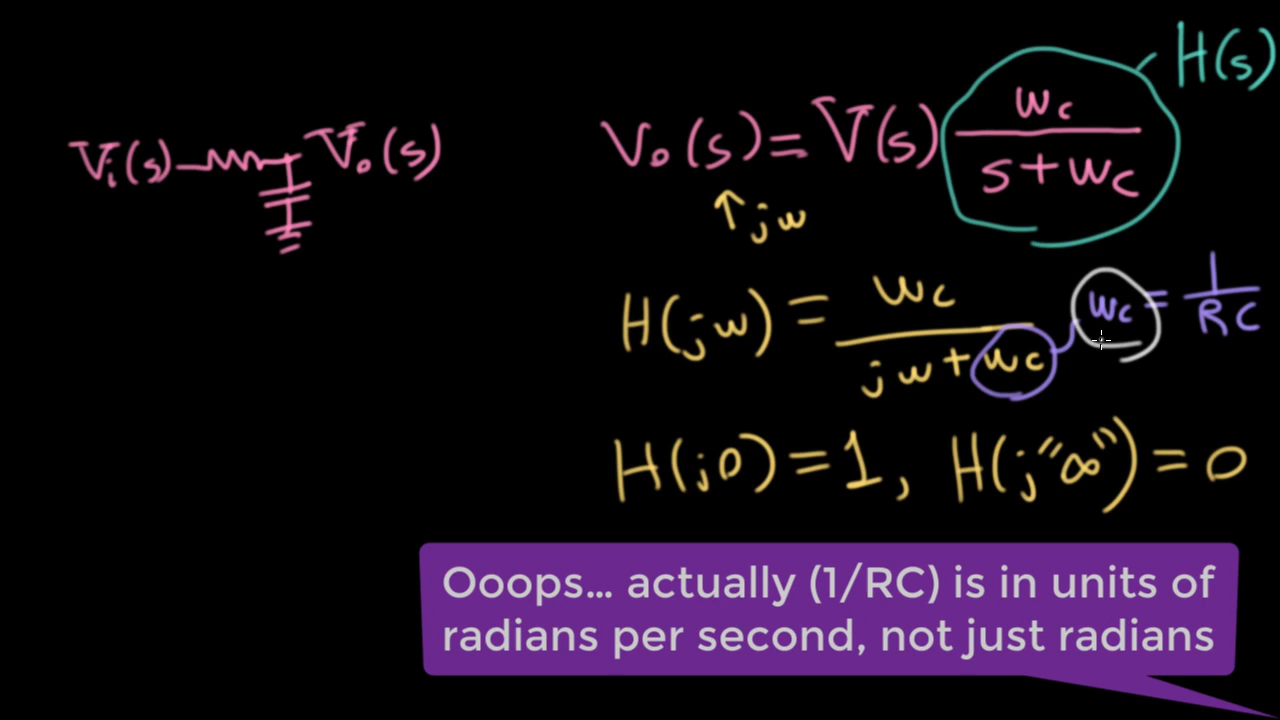 H(s)
Vi(s) Vo(s)
Vo(s) = V(s) wc / s + wc
↑ jw
H(jw) = wc / jw + wc
wc = 1 / RC
H(j0) = 1, H(j"∞") = 0
Ooops... actually (1/RC) is in units of
radians per second, not just radians